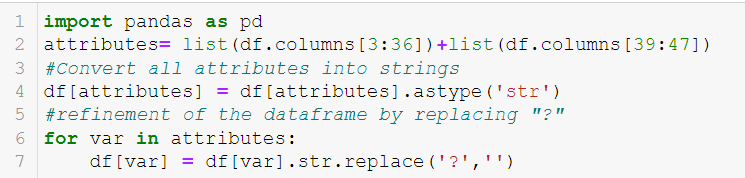 1 import pandas as pd
2 attributes= list(df.columns[3:36])+list(df.columns[39:47])
3 #Convert all attributes into strings
4 df[attributes] = df[attributes].astype('str')
5 #refinement of the dataframe by replacing "?"
6 for var in attributes:
7     df[var] = df[var].str.replace('?','')